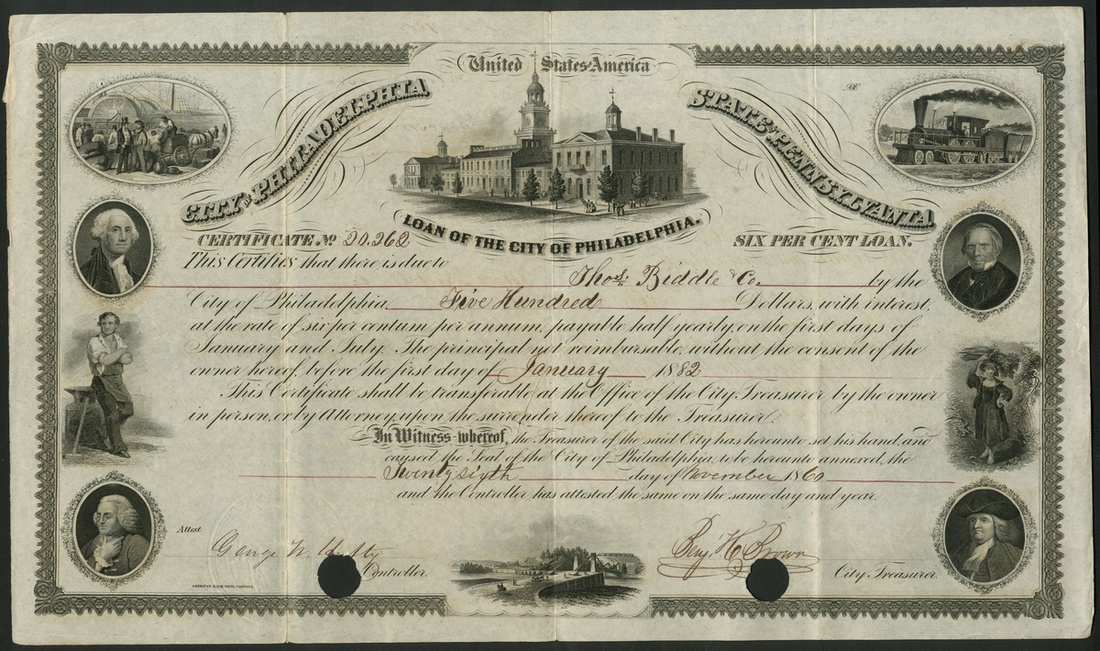 United States America
CITY OF PHILADELPHIA
STATE OF PENNSYLVANIA
LOAN OF THE CITY OF PHILADELPHIA.
CERTIFICATE No 20.262
SIX PER CENT LOAN.
This Certifies that there is due to
Thos. Biddle & Co. by the
City of Philadelphia Five Hundred Dollars, with interest,
at the rate of six per centum per annum, payable half yearly, on the first days of
January and July. The principal not reimbursable, without the consent of the
owner hereof, before the first day of January 1882
This Certificate shall be transferable at the Office of the City Treasurer by the owner
in person, or by Attorney, upon the surrender thereof to the Treasurer.
In Witness whereof, the Treasurer of the said City has hereunto set his hand, and
caused the Seal of the City of Philadelphia, to be hereunto annexed, the
Twenty sixth day of November 1860
and the Controller has attested the same on the same day and year.
Attest
George
Controller.
Benj. H. Brown
City Treasurer.
AMERICAN BANK NOTE COMPANY.